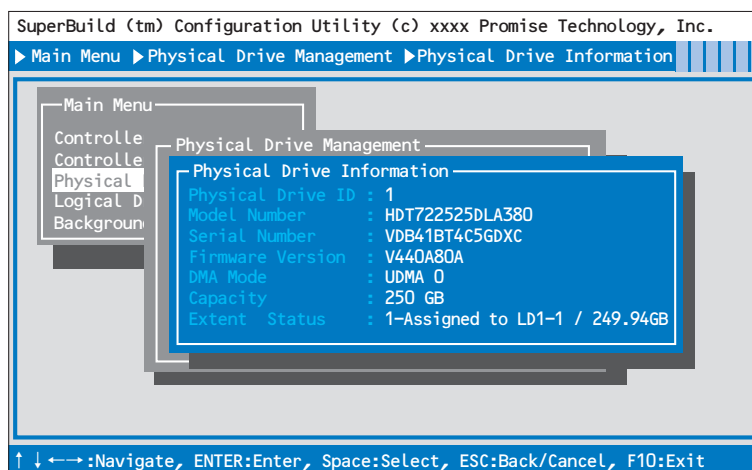 SuperBuild (tm) Configuration Utility (c) xxxx Promise Technology, Inc.
▶ Main Menu ▶Physical Drive Management ▶Physical Drive Information
Main Menu
Controlle
Controlle
Physical
Logical D
Backgroun
Physical Drive Management
Physical Drive Information
Physical Drive ID : 1
Model Number : HDT722525DLA380
Serial Number : VDB41BT4C5GDXC
Firmware Version : V44OA80A
DMA Mode : UDMA 0
Capacity : 250 GB
Extent Status : 1-Assigned to LD1-1 / 249.94GB
↑ ↓ ←→ :Navigate, ENTER:Enter, Space:Select, ESC:Back/Cancel, F10:Exit